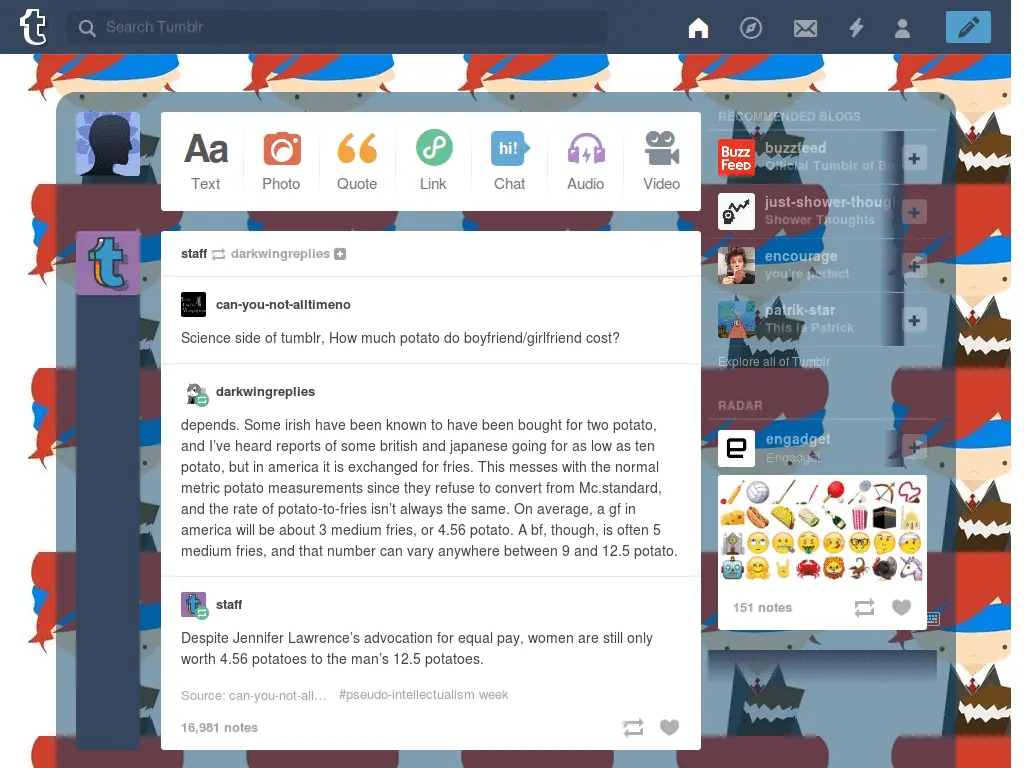 Search Tumblr
Aa
Text
Photo
Quote
Link
hi!
Chat
Audio
Video
staff darkwingreplies
can-you-not-alltimeno
Science side of tumblr, How much potato do boyfriend/girlfriend cost?
darkwingreplies
depends. Some irish have been known to have been bought for two potato,
and I've heard reports of some british and japanese going for as low as ten
potato, but in america it is exchanged for fries. This messes with the normal
metric potato measurements since they refuse to convert from Mc.standard,
and the rate of potato-to-fries isn't always the same. On average, a gf in
america will be about 3 medium fries, or 4.56 potato. A bf, though, is often 5
medium fries, and that number can vary anywhere between 9 and 12.5 potato.
staff
Despite Jennifer Lawrence's advocation for equal pay, women are still only
worth 4.56 potatoes to the man's 12.5 potatoes.
Source: can-you-not-all… #pseudo-intellectualism week
16,981 notes
RECOMMENDED BLOGS
BuzzFeed
buzzfeed
Official Tumblr of
just-shower-thoug
Shower Thoughts
encourage
you're perfect
patrik-star
This Is Patrick
Explore all of Tumblr
RADAR
engadget
Engadget
151 notes